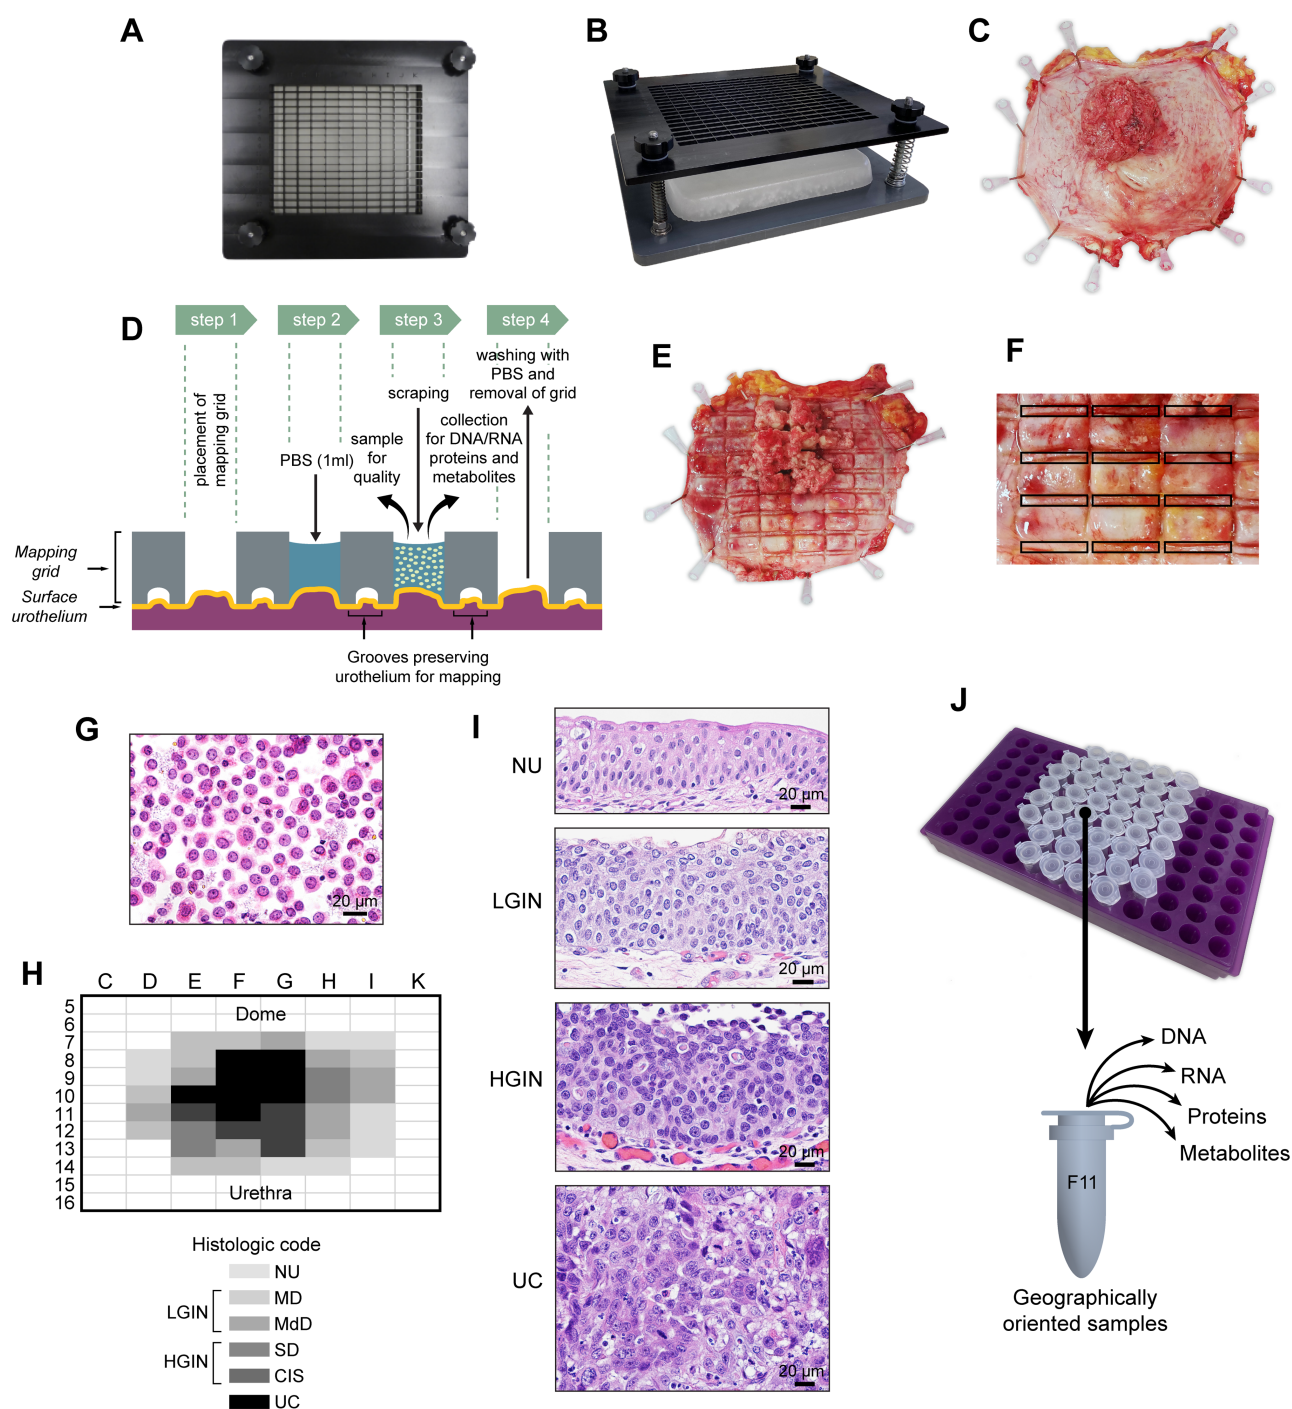 A
B
C
D
step 1
step 2
step 3
step 4
placement of
mapping grid
PBS (1ml)
scraping
sample
for
quality
collection
for DNA/RNA
proteins and
metabolites
washing with
PBS and
removal of grid
Mapping
grid
Surface
urothelium
Grooves preserving
urothelium for mapping
E
F
G
20 µm
H
C D E F G H I K
5
6
7
8
9
10
11
12
13
14
15
16
Dome
Urethra
Histologic code
NU
LGIN
MD
MdD
HGIN
SD
CIS
UC
I
NU
20 µm
LGIN
20 µm
HGIN
20 µm
UC
20 µm
J
DNA
RNA
Proteins
Metabolites
F11
Geographically
oriented samples